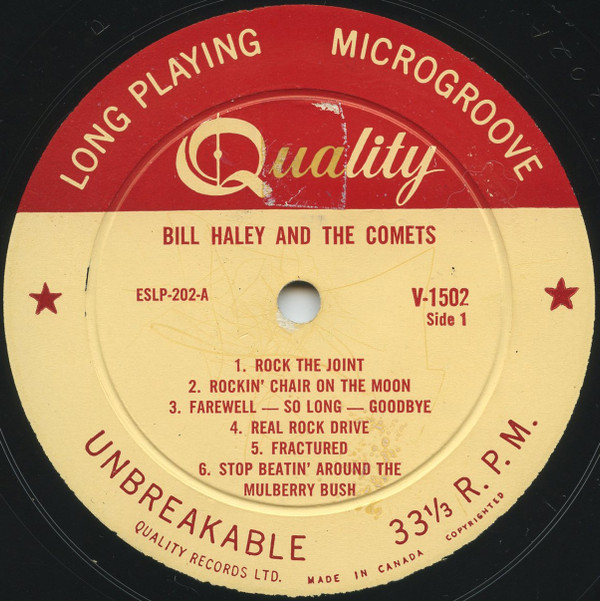 LONG PLAYING MICROGROOVE
Quality
BILL HALEY AND THE COMETS
ESLP-202-A
V-1502
Side 1
1. ROCK THE JOINT
2. ROCKIN' CHAIR ON THE MOON
3. FAREWELL — SO LONG — GOODBYE
4. REAL ROCK DRIVE
5. FRACTURED
6. STOP BEATIN' AROUND THE
MULBERRY BUSH
UNBREAKABLE
33⅓ R. P. M.
QUALITY RECORDS LTD. MADE IN CANADA COPYRIGHTED